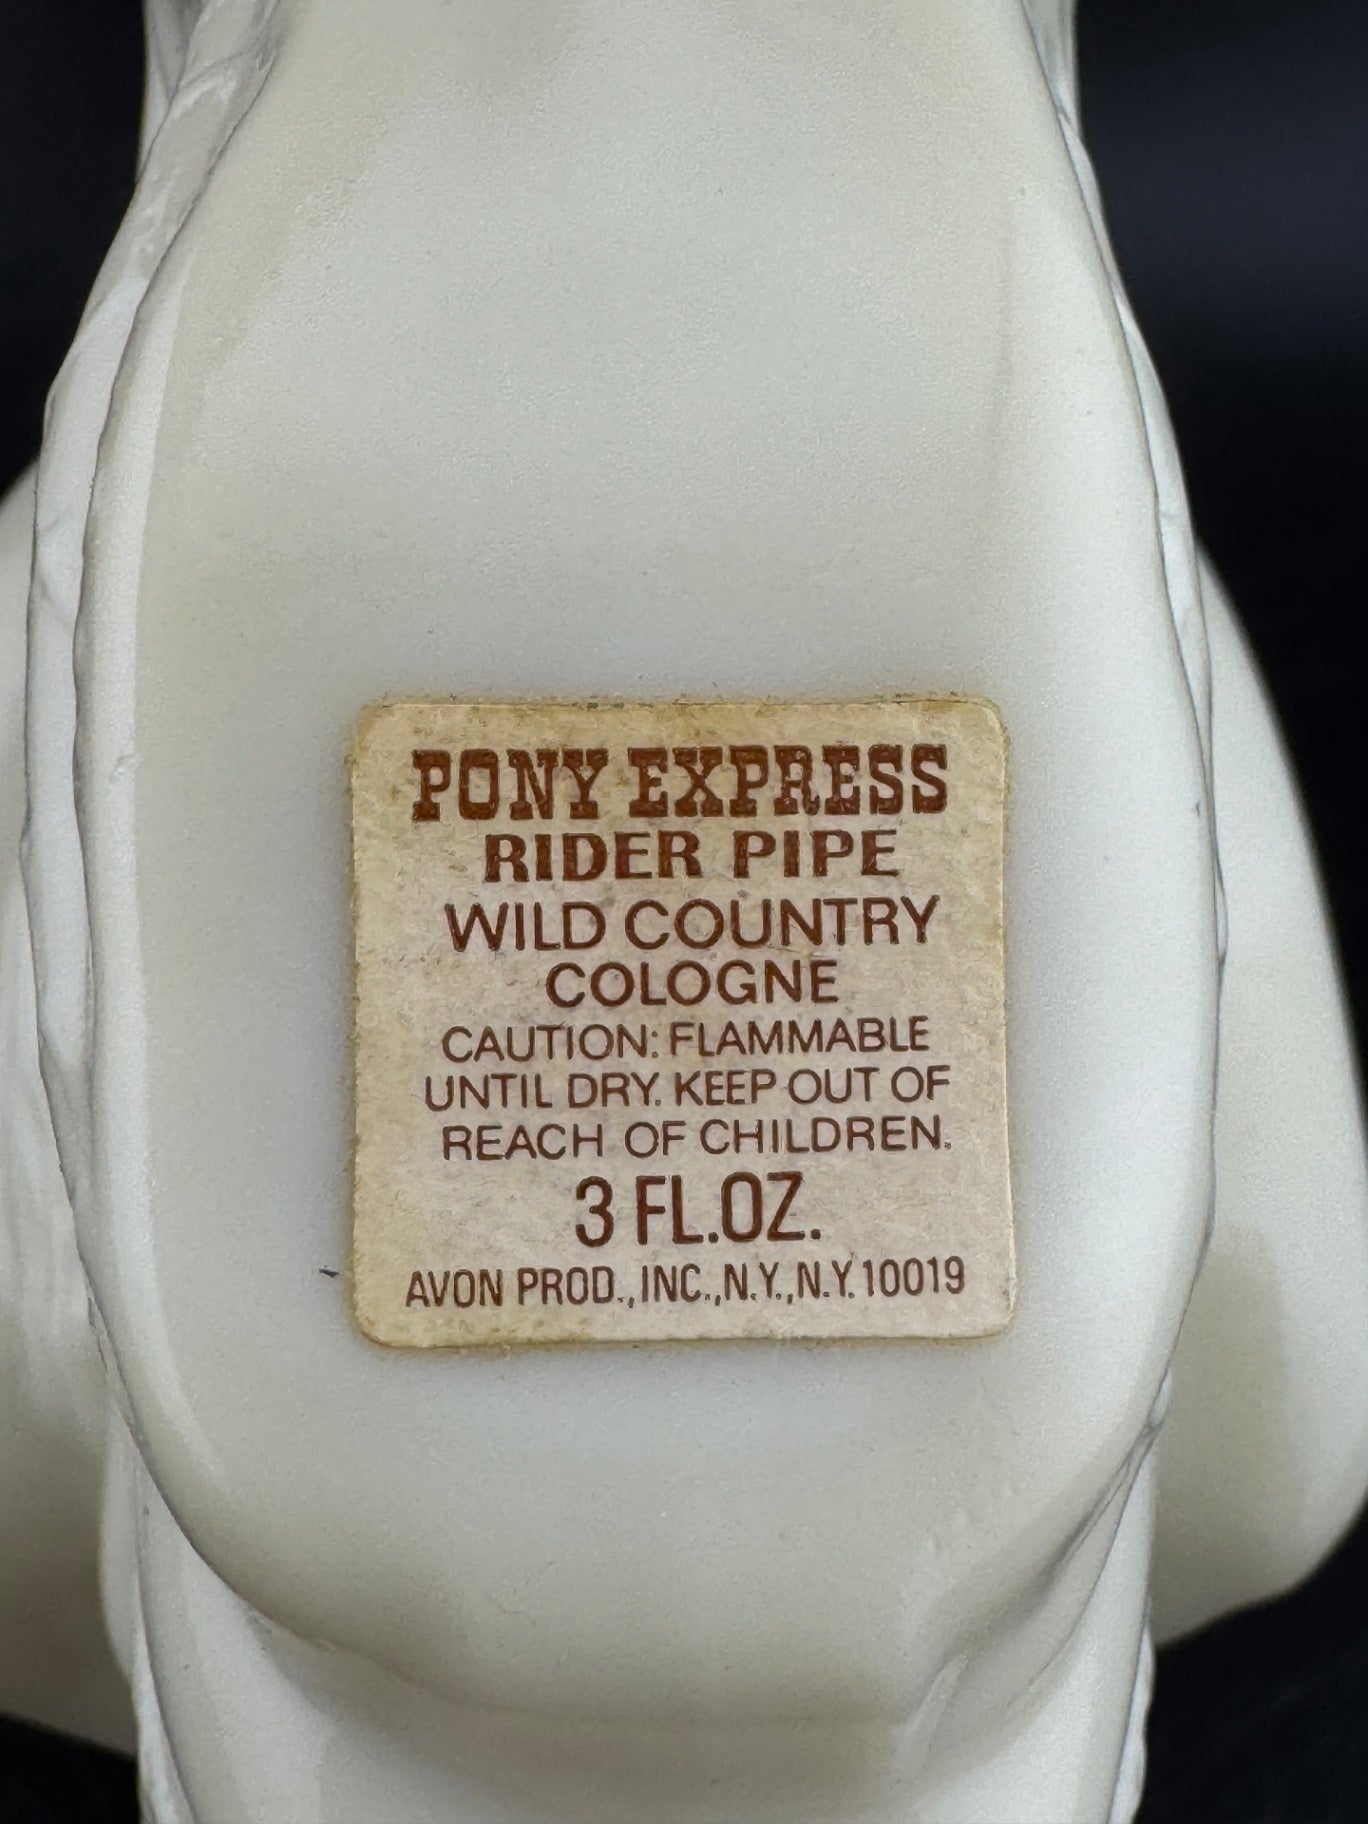 PONY EXPRESS
RIDER PIPE
WILD COUNTRY
COLOGNE
CAUTION: FLAMMABLE
UNTIL DRY. KEEP OUT OF
REACH OF CHILDREN.
3 FL.OZ.
AVON PROD., INC., N.Y., N.Y. 10019